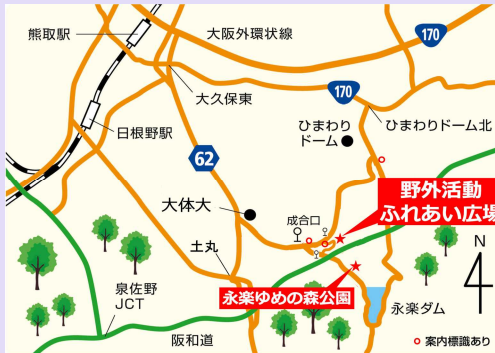 熊取駅
大阪外環状線
170
大久保東
170
日根野駅
ひまわり
ドーム
ひまわりドーム北
62
野外活動
ふれあい広場
大体大
成合口
N
4
土丸
永楽ゆめの森公園
泉佐野
JCT
永楽ダム
阪和道
案内標識あり